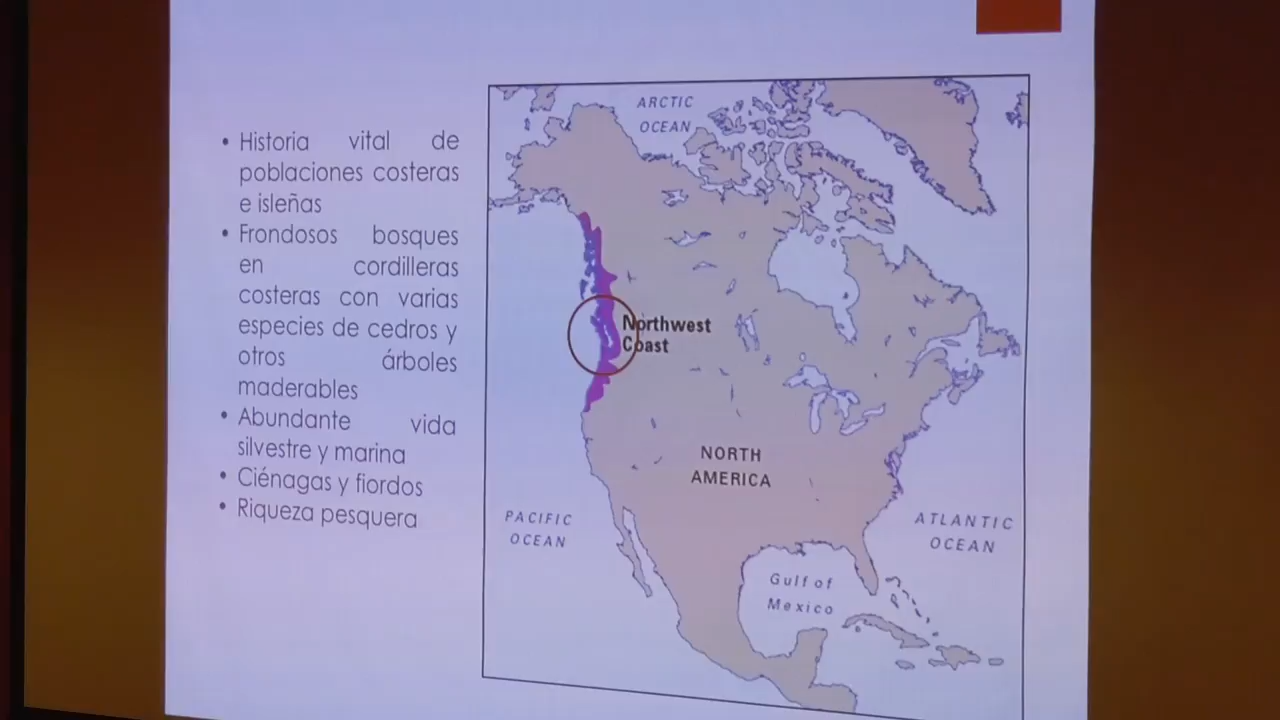 • Historia vital de
poblaciones costeras
e isleñas
• Frondosos bosques
en cordilleras
costeras con varias
especies de cedros y
otros árboles
maderables
• Abundante vida
silvestre y marina
• Ciénagas y fiordos
• Riqueza pesquera
ARCTIC
OCEAN
Northwest
Coast
NORTH
AMERICA
PACIFIC
OCEAN
ATLANTIC
OCEAN
Gulf of
Mexico